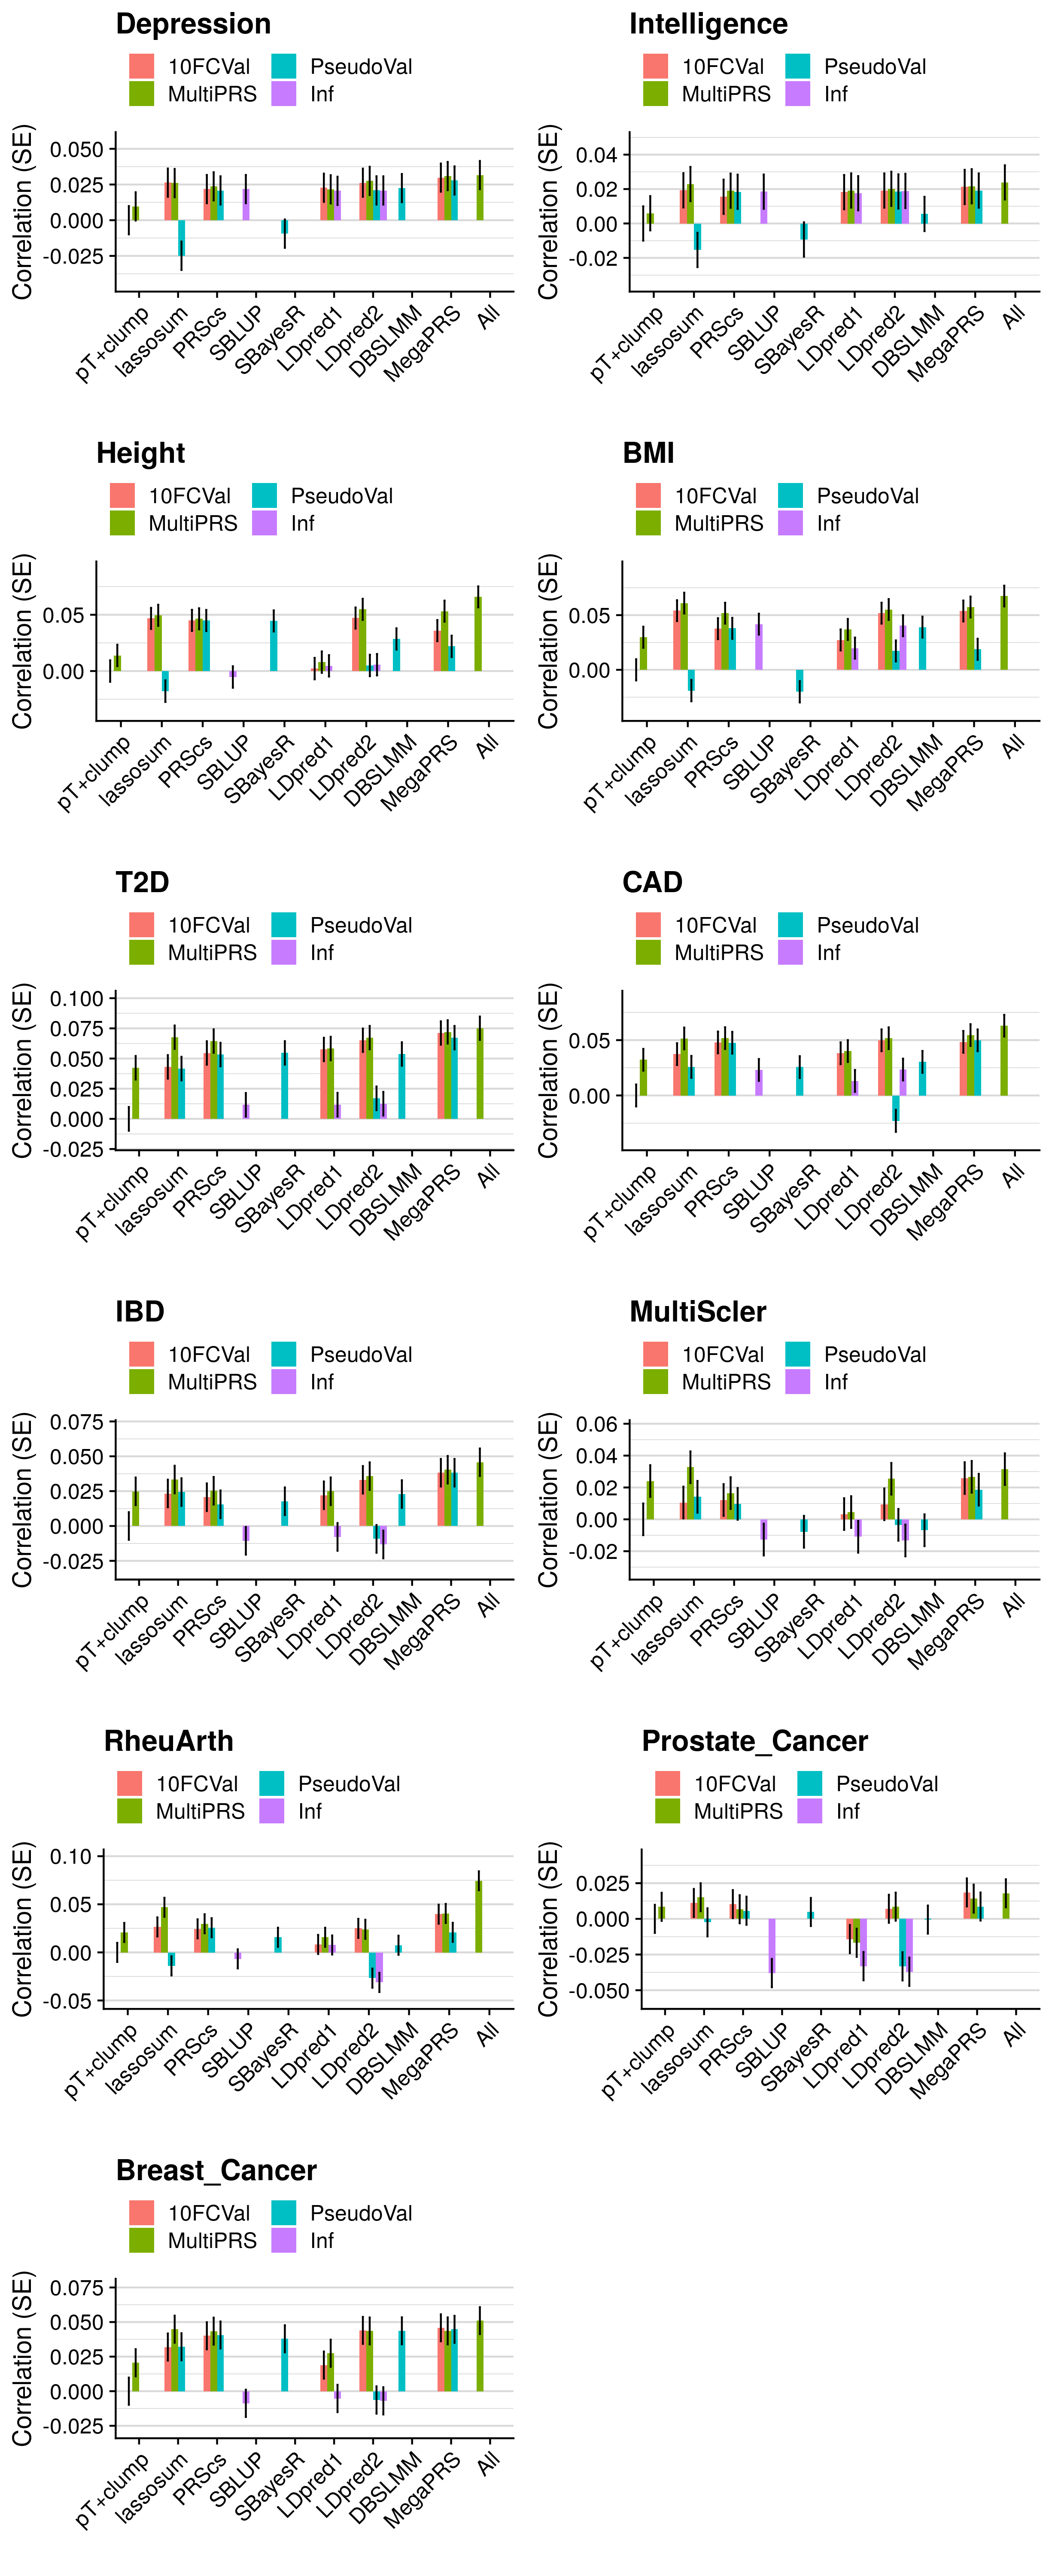 Depression
10FCVal PseudoVal
MultiPRS Inf
Correlation (SE)
0.050
0.025
0.000
-0.025
pT+clump lassosum PRScs SBLUP SBayesR LDpred1 LDpred2 DBSLMM MegaPRS All
Intelligence
10FCVal PseudoVal
MultiPRS Inf
Correlation (SE)
0.04
0.02
0.00
-0.02
pT+clump lassosum PRScs SBLUP SBayesR LDpred1 LDpred2 DBSLMM MegaPRS All
Height
10FCVal PseudoVal
MultiPRS Inf
Correlation (SE)
0.05
0.00
pT+clump lassosum PRScs SBLUP SBayesR LDpred1 LDpred2 DBSLMM MegaPRS All
BMI
10FCVal PseudoVal
MultiPRS Inf
Correlation (SE)
0.05
0.00
pT+clump lassosum PRScs SBLUP SBayesR LDpred1 LDpred2 DBSLMM MegaPRS All
T2D
10FCVal PseudoVal
MultiPRS Inf
Correlation (SE)
0.100
0.075
0.050
0.025
0.000
-0.025
pT+clump lassosum PRScs SBLUP SBayesR LDpred1 LDpred2 DBSLMM MegaPRS All
CAD
10FCVal PseudoVal
MultiPRS Inf
Correlation (SE)
0.05
0.00
pT+clump lassosum PRScs SBLUP SBayesR LDpred1 LDpred2 DBSLMM MegaPRS All
IBD
10FCVal PseudoVal
MultiPRS Inf
Correlation (SE)
0.075
0.050
0.025
0.000
-0.025
pT+clump lassosum PRScs SBLUP SBayesR LDpred1 LDpred2 DBSLMM MegaPRS All
MultiScler
10FCVal PseudoVal
MultiPRS Inf
Correlation (SE)
0.06
0.04
0.02
0.00
-0.02
pT+clump lassosum PRScs SBLUP SBayesR LDpred1 LDpred2 DBSLMM MegaPRS All
RheuArth
10FCVal PseudoVal
MultiPRS Inf
Correlation (SE)
0.10
0.05
0.00
-0.05
pT+clump lassosum PRScs SBLUP SBayesR LDpred1 LDpred2 DBSLMM MegaPRS All
Prostate_Cancer
10FCVal PseudoVal
MultiPRS Inf
Correlation (SE)
0.025
0.000
-0.025
-0.050
pT+clump lassosum PRScs SBLUP SBayesR LDpred1 LDpred2 DBSLMM MegaPRS All
Breast_Cancer
10FCVal PseudoVal
MultiPRS Inf
Correlation (SE)
0.075
0.050
0.025
0.000
-0.025
pT+clump lassosum PRScs SBLUP SBayesR LDpred1 LDpred2 DBSLMM MegaPRS All